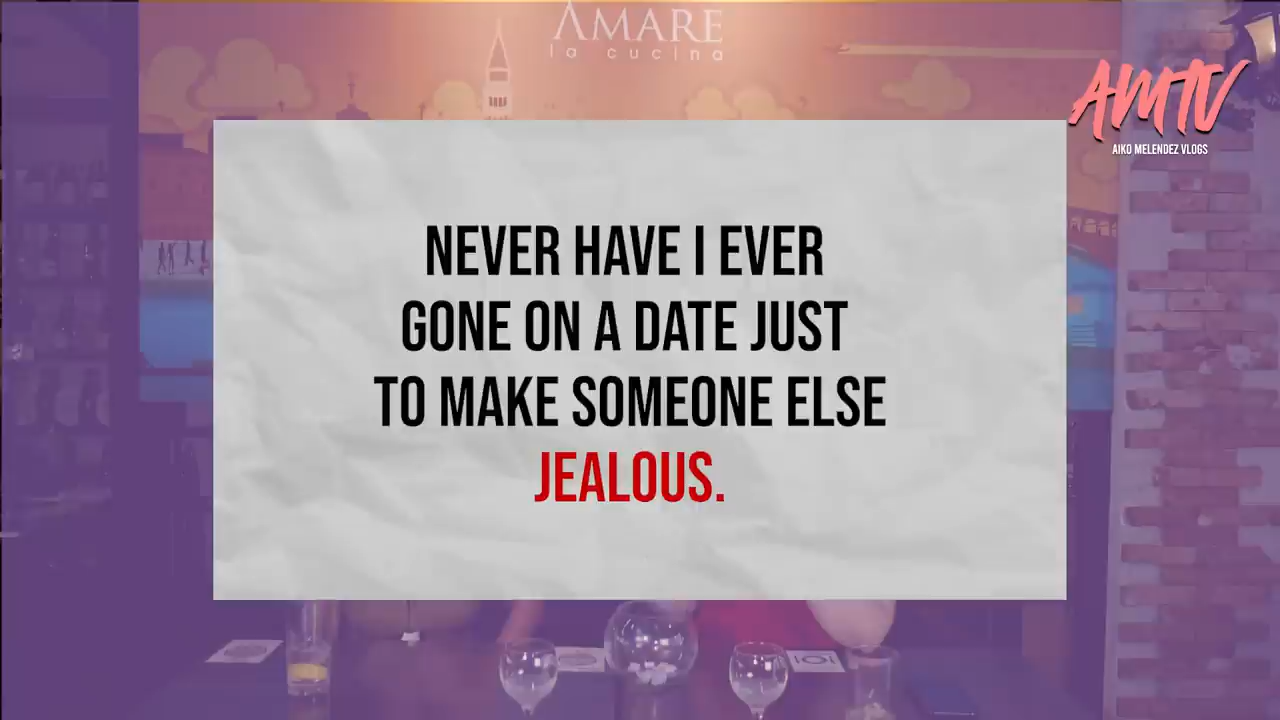 AMARE
la cucina
AMTV
AIKO MELENDEZ VLOGS
NEVER HAVE I EVER
GONE ON A DATE JUST
TO MAKE SOMEONE ELSE
JEALOUS.